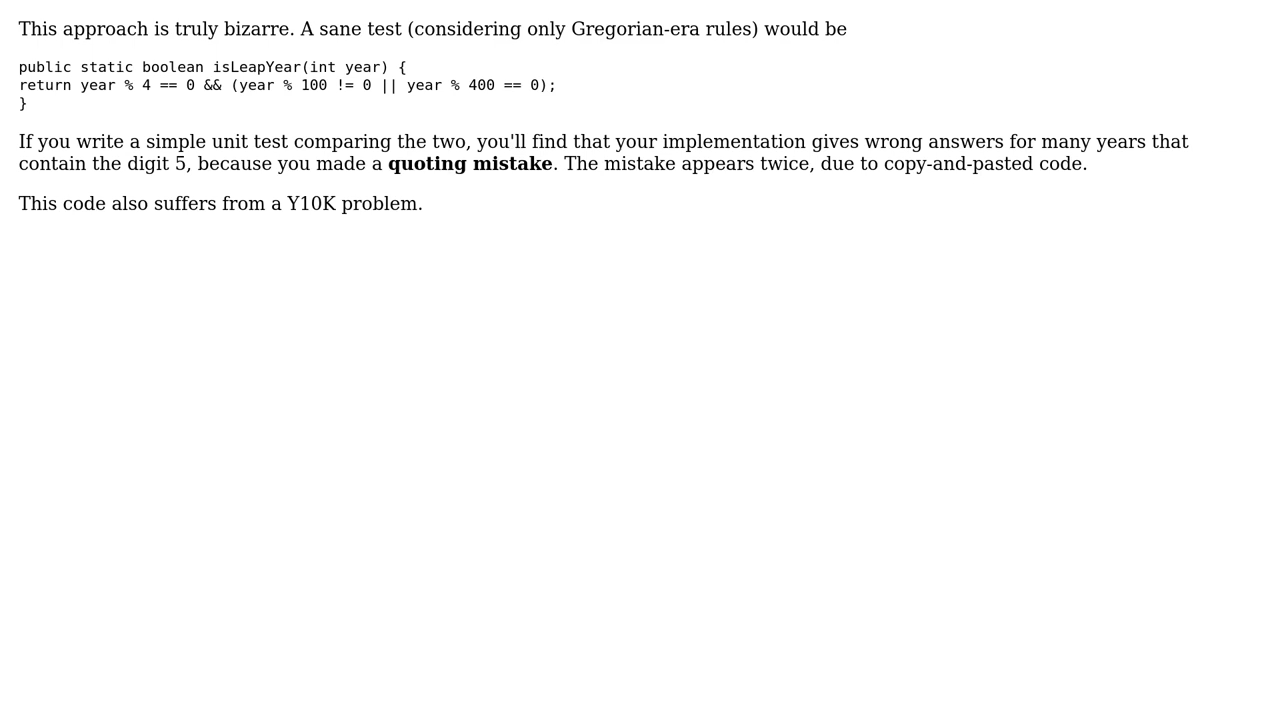 This approach is truly bizarre. A sane test (considering only Gregorian-era rules) would be
public static boolean isLeapYear(int year) {
return year % 4 == 0 && (year % 100 != 0 || year % 400 == 0);
}
If you write a simple unit test comparing the two, you'll find that your implementation gives wrong answers for many years that
contain the digit 5, because you made a quoting mistake. The mistake appears twice, due to copy-and-pasted code.
This code also suffers from a Y10K problem.